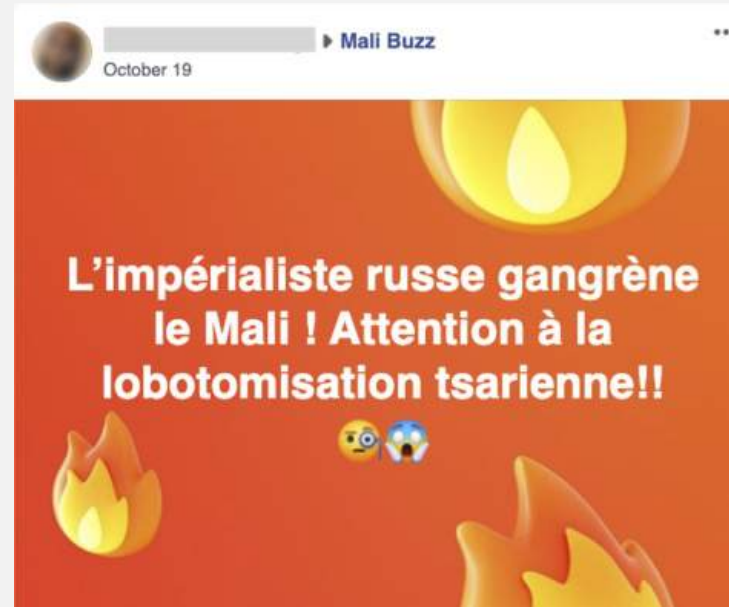 Mali Buzz
October 19
L'impérialiste russe gangrène
le Mali ! Attention à la
lobotomisation tsarienne!!